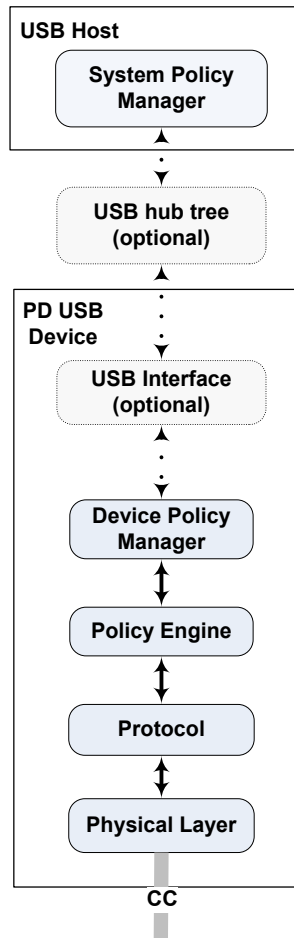 USB Host
System Policy
Manager
USB hub tree
(optional)
PD USB
Device
USB Interface
(optional)
Device Policy
Manager
Policy Engine
Protocol
Physical Layer
CC